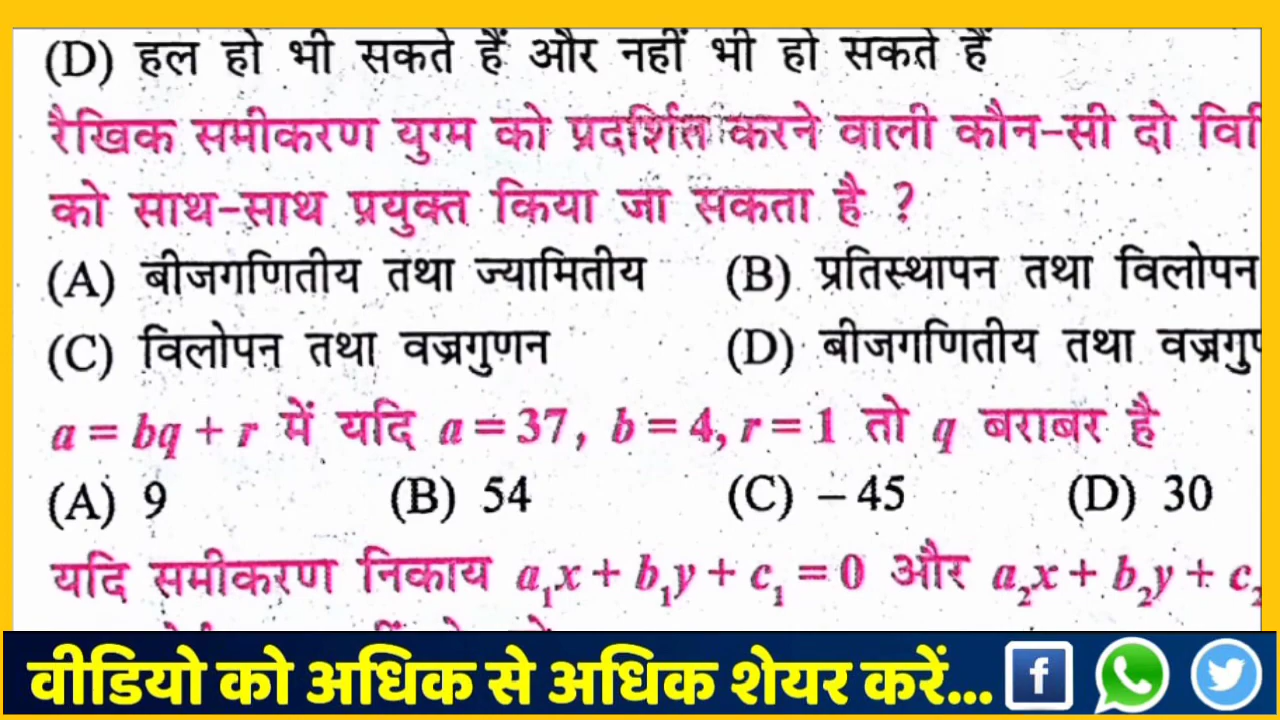 (D) हल हो भी सकते हैं और नहीं भी हो सकते हैं
रैखिक समीकरण युग्म को प्रदर्शित करने वाली कौन-सी दो
को साथ-साथ प्रयुक्त किया जा सकता है ?
(A) बीजगणितीय तथा ज्यामितीय (B) प्रतिस्थापन तथा विलोपन
(C) विलोपन तथा वज्रगुणन (D) बीजगणितीय तथा
a = bq + r में यदि a = 37, b = 4, r = 1 तो q बराबर है
(A) 9 (B) 54 (C) – 45 (D) 30
यदि समीकरण निकाय a₁x + b₁y + c₁ = 0 और a₂x + b₂y + c₂
वीडियो को अधिक से अधिक शेयर करें...